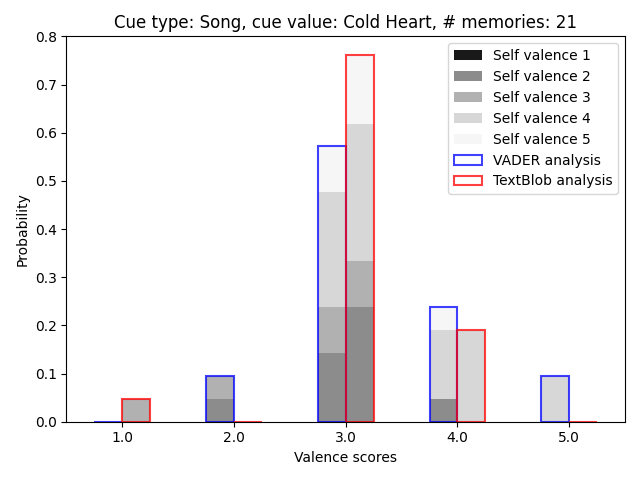 Cue type: Song, cue value: Cold Heart, # memories: 21
Self valence 1
Self valence 2
Self valence 3
Self valence 4
Self valence 5
VADER analysis
TextBlob analysis
Probability
0.8
0.7
0.6
0.5
0.4
0.3
0.2
0.1
0.0
1.0 2.0 3.0 4.0 5.0
Valence scores